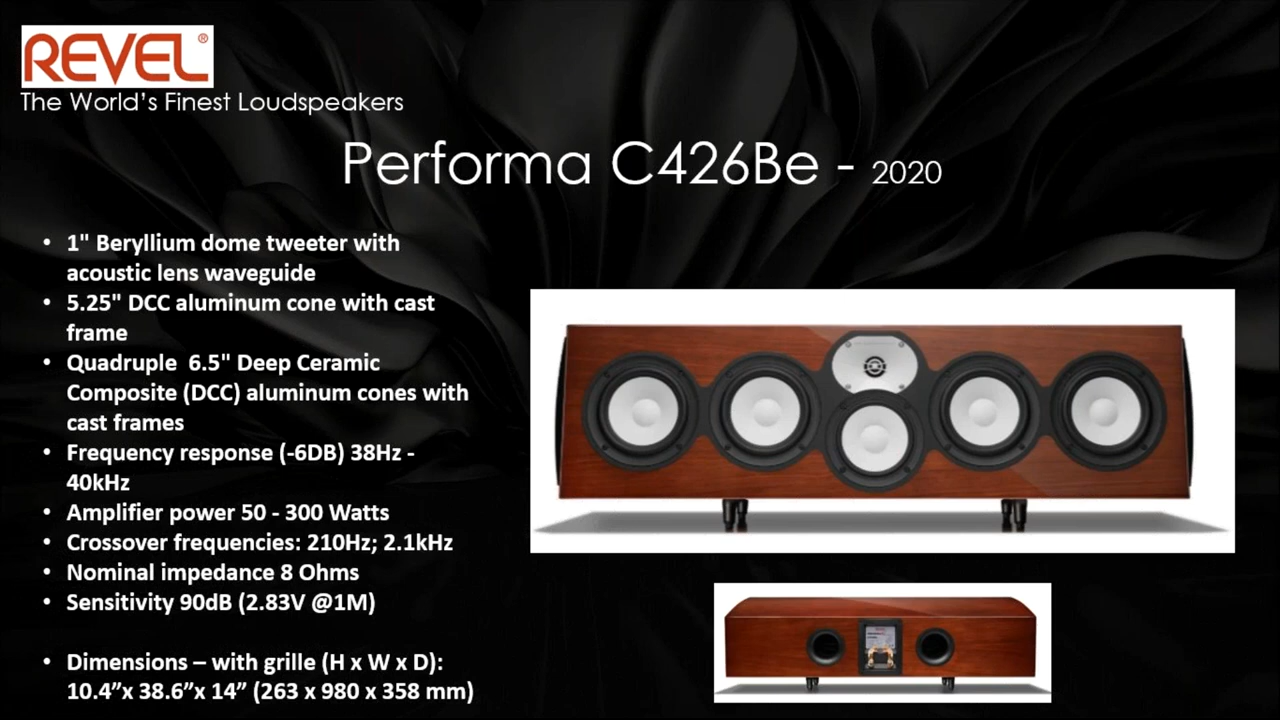 REVEL®
The World's Finest Loudspeakers
Performa C426Be - 2020
• 1" Beryllium dome tweeter with
acoustic lens waveguide
• 5.25" DCC aluminum cone with cast
frame
• Quadruple  6.5" Deep Ceramic
Composite (DCC) aluminum cones with
cast frames
• Frequency response (-6DB) 38Hz -
40kHz
• Amplifier power 50 - 300 Watts
• Crossover frequencies: 210Hz; 2.1kHz
• Nominal impedance 8 Ohms
• Sensitivity 90dB (2.83V @1M)
• Dimensions – with grille (H x W x D):
10.4”x 38.6”x 14” (263 x 980 x 358 mm)
REVEL